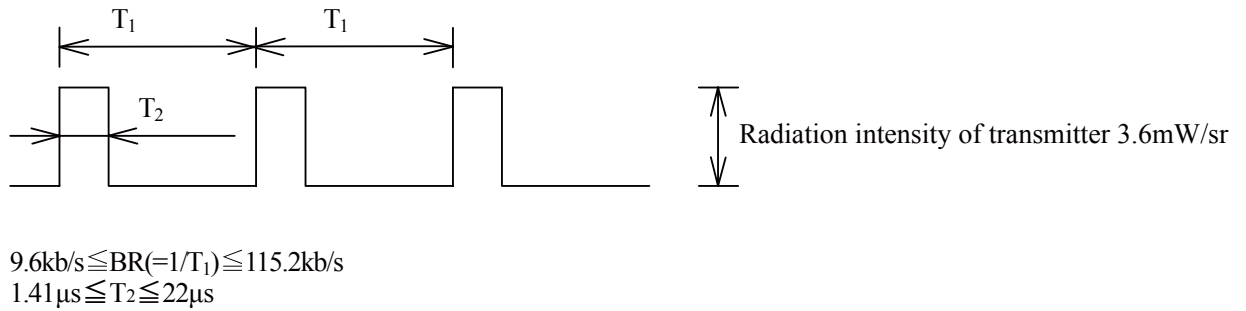 T₁ T₁
T₂
Radiation intensity of transmitter 3.6mW/sr
9.6kb/s≦BR(=1/T₁)≦115.2kb/s
1.41μs≦T₂≦22μs